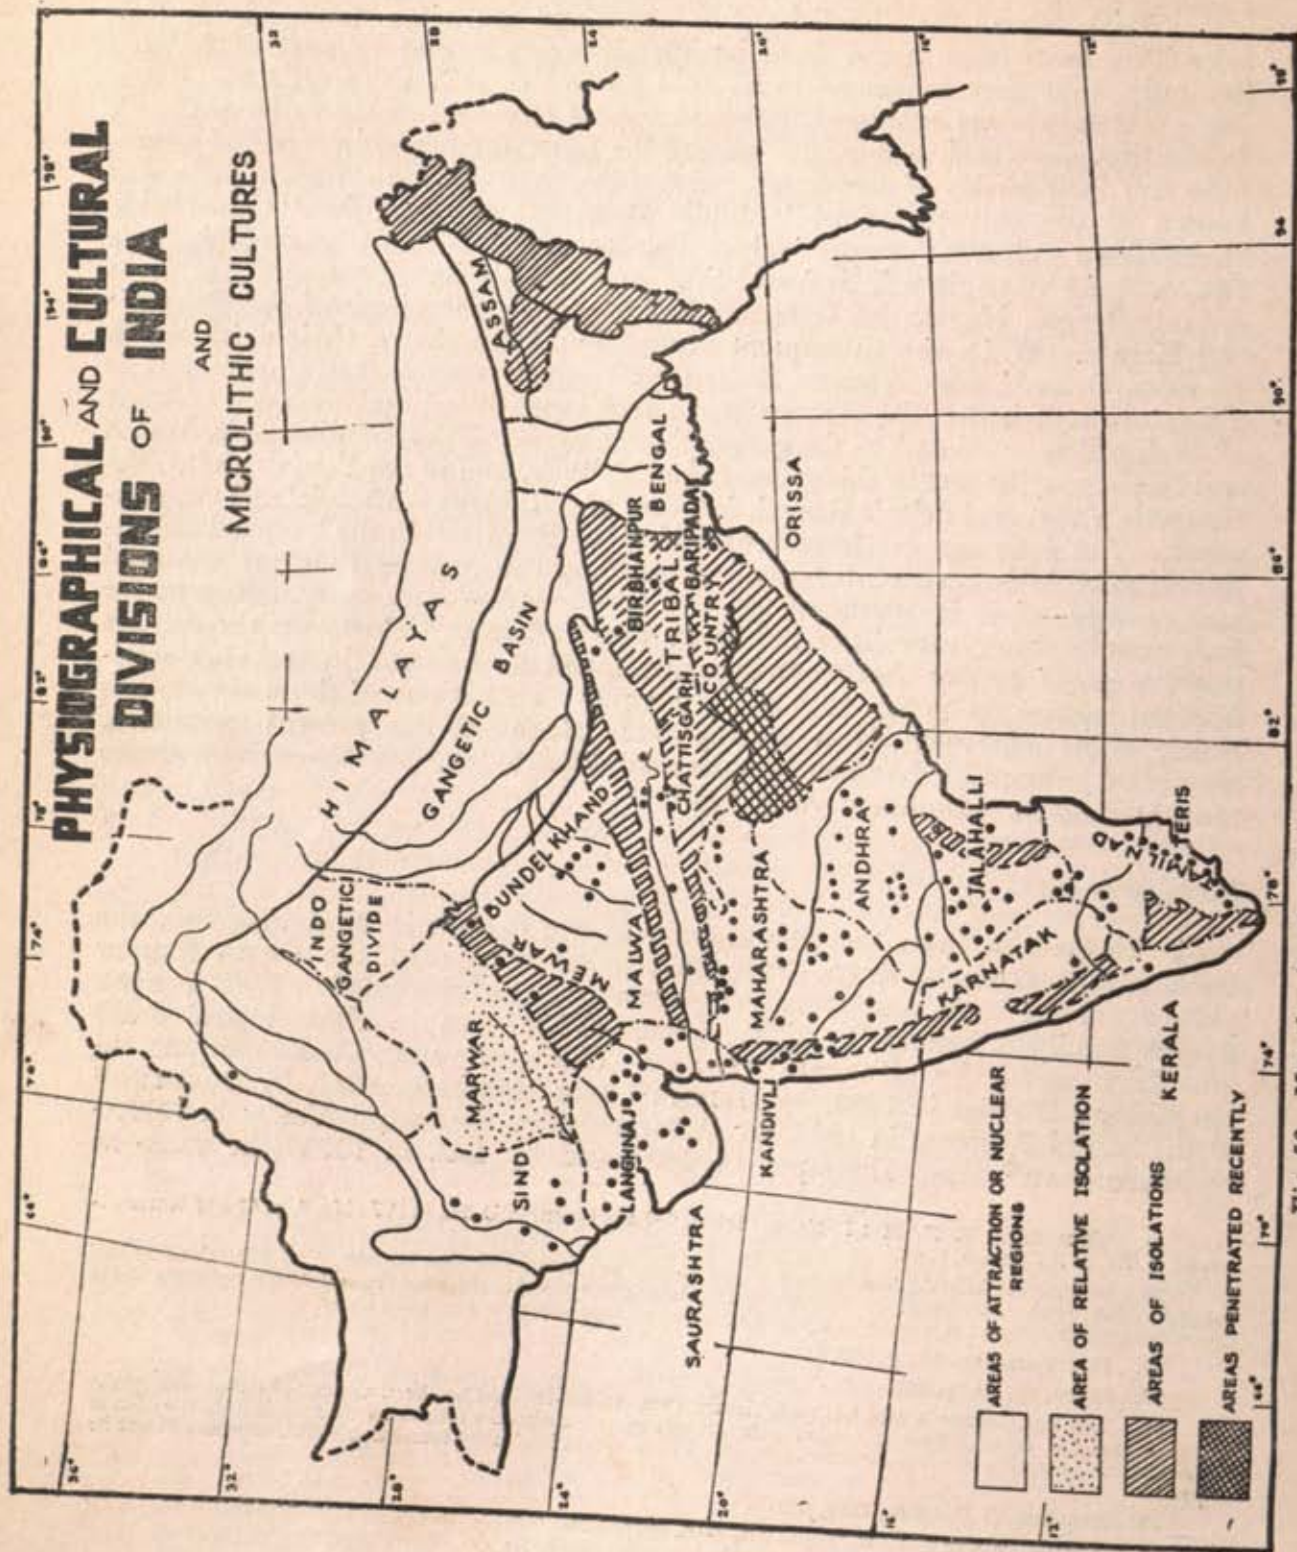 PHYSIOGRAPHICAL AND CULTURAL
DIVISIONS OF INDIA
AND
MICROLITHIC CULTURES
HIMALAYAS
GANGETIC BASIN
INDO
GANGETICI
DIVIDE
ASSAM
BUNDELKHAND
MEWAR
MARWAR
SIND
MALWA
LANGHNAJ
SAURASHTRA
BIRBHANPUR
BENGAL
TRIBAL
COUNTRY
BARIPADA
CHATTISGARH
ORISSA
MAHARASHTRA
KANDIVLI
ANDHRA
KARNATAK
JALAHALLI
TAMILNAD
TERIS
KERALA
AREAS OF ATTRACTION OR NUCLEAR
REGIONS
AREA OF RELATIVE ISOLATION
AREAS OF ISOLATIONS
AREAS PENETRATED RECENTLY